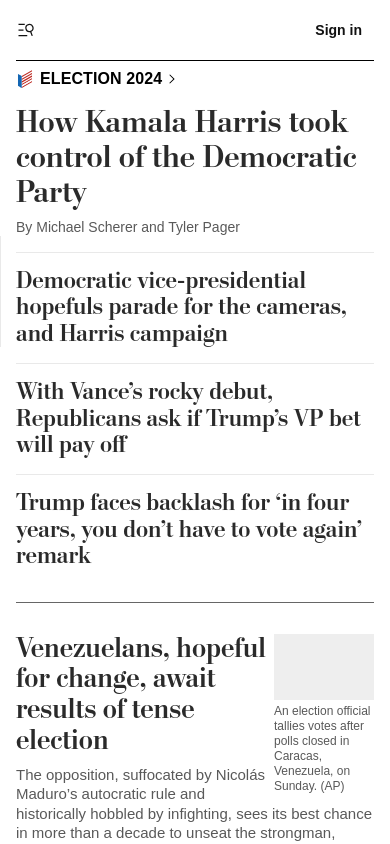 Sign in
ELECTION 2024
How Kamala Harris took
control of the Democratic
Party
By Michael Scherer and Tyler Pager
Democratic vice-presidential
hopefuls parade for the cameras,
and Harris campaign
With Vance’s rocky debut,
Republicans ask if Trump’s VP bet
will pay off
Trump faces backlash for ‘in four
years, you don’t have to vote again’
remark
Venezuelans, hopeful
for change, await
results of tense
election
An election official
tallies votes after
polls closed in
Caracas,
Venezuela, on
Sunday. (AP)
The opposition, suffocated by Nicolás
Maduro’s autocratic rule and
historically hobbled by infighting, sees its best chance
in more than a decade to unseat the strongman,